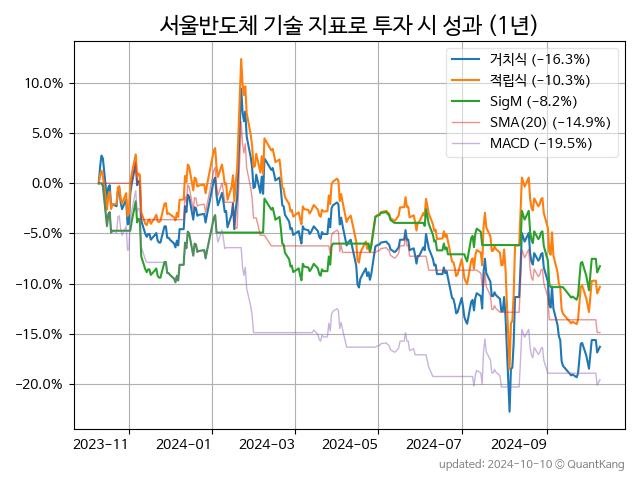 서울반도체 기술 지표로 투자 시 성과 (1년)
거치식 (−16.3%)
적립식 (−10.3%)
SigM (−8.2%)
SMA(20) (−14.9%)
MACD (−19.5%)
10.0%
5.0%
0.0%
−5.0%
−10.0%
−15.0%
−20.0%
2023-11 2024-01 2024-03 2024-05 2024-07 2024-09
updated: 2024-10-10 ⓒ QuantKang